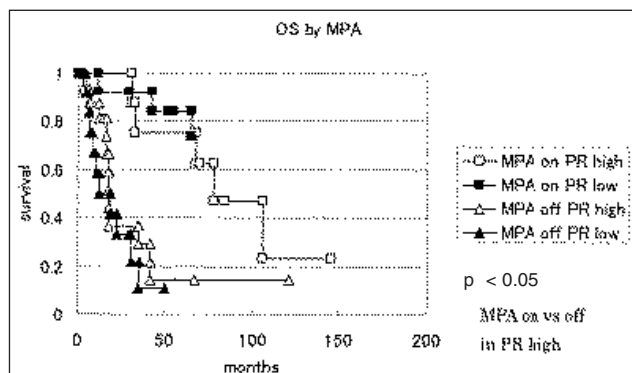 OS by MPA
survival
1
0.8
0.6
0.4
0.2
0
0 50 100 150 200
months
MPA on PR high
MPA on PR low
MPA off PR high
MPA off PR low
p < 0.05
MPA on vs off
in PR high